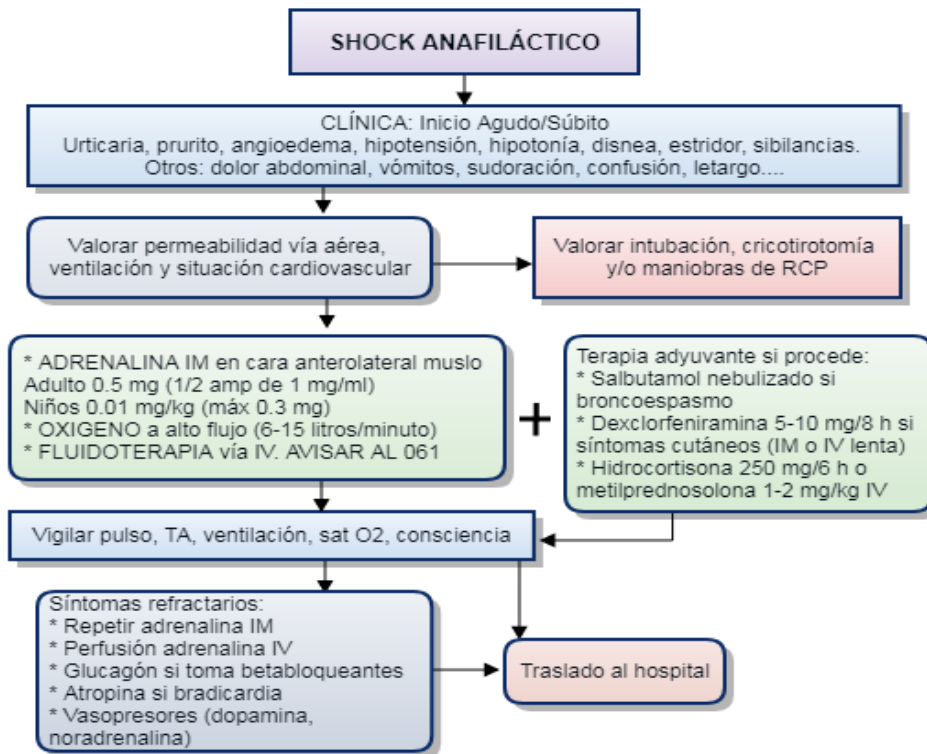 SHOCK ANAFILÁCTICO
CLÍNICA: Inicio Agudo/Súbito
Urticaria, prurito, angioedema, hipotensión, hipotonía, disnea, estridor, sibilancias.
Otros: dolor abdominal, vómitos, sudoración, confusión, letargo....
Valorar permeabilidad vía aérea,
ventilación y situación cardiovascular
Valorar intubación, cricotirotomía
y/o maniobras de RCP
* ADRENALINA IM en cara anterolateral muslo
Adulto 0.5 mg (1/2 amp de 1 mg/ml)
Niños 0.01 mg/kg (máx 0.3 mg)
* OXIGENO a alto flujo (6-15 litros/minuto)
* FLUIDOTERAPIA vía IV. AVISAR AL 061
+
Terapia adyuvante si procede:
* Salbutamol nebulizado si
broncoespasmo
* Dexclorfeniramina 5-10 mg/8 h si
síntomas cutáneos (IM o IV lenta)
* Hidrocortisona 250 mg/6 h o
metilprednosolona 1-2 mg/kg IV
Vigilar pulso, TA, ventilación, sat O2, consciencia
Síntomas refractarios:
* Repetir adrenalina IM
* Perfusión adrenalina IV
* Glucagón si toma betabloqueantes
* Atropina si bradicardia
* Vasopresores (dopamina,
noradrenalina)
Traslado al hospital